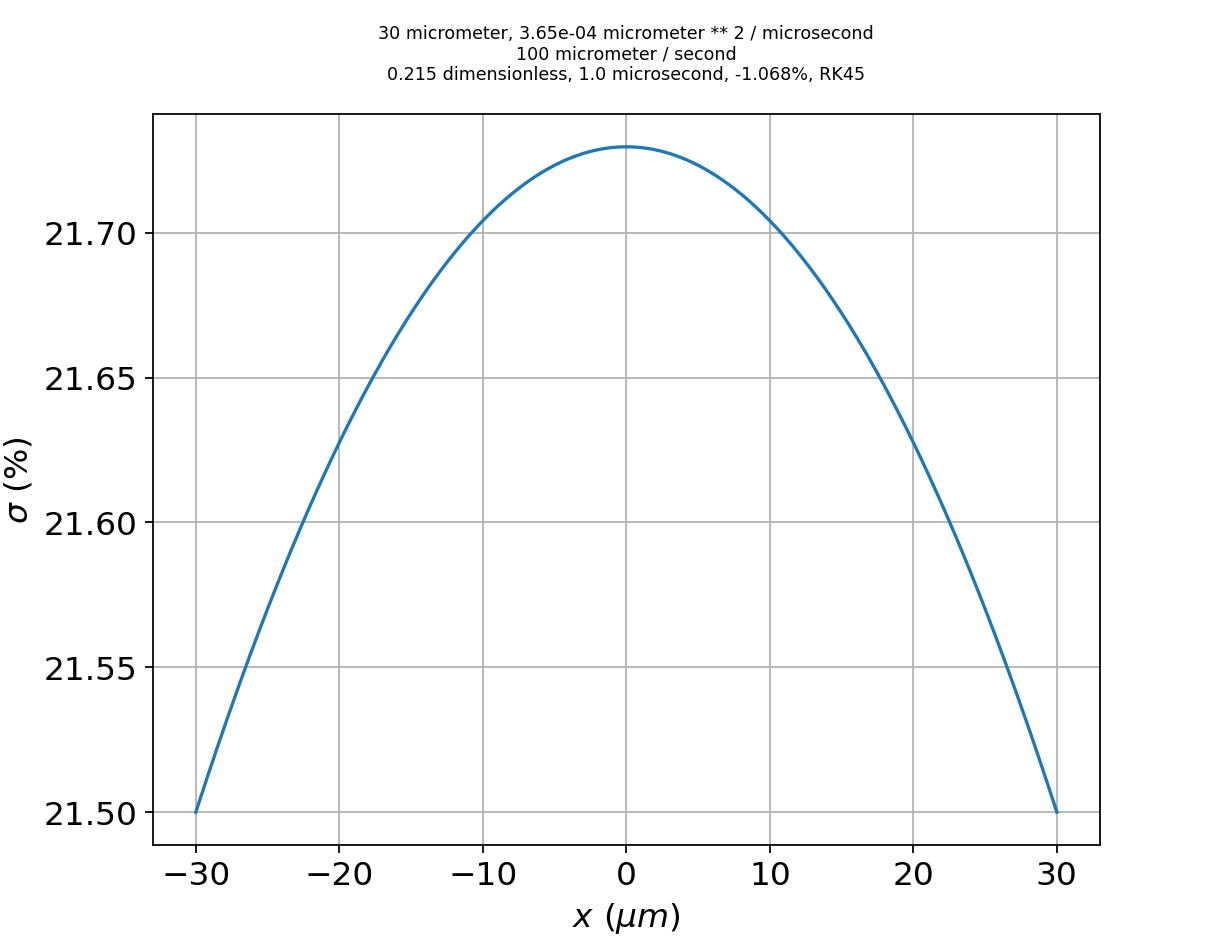 30 micrometer, 3.65e-04 micrometer ** 2 / microsecond
100 micrometer / second
0.215 dimensionless, 1.0 microsecond, -1.068%, RK45
21.70
21.65
21.60
21.55
21.50
σ (%)
−30 −20 −10 0 10 20 30
x (μm)